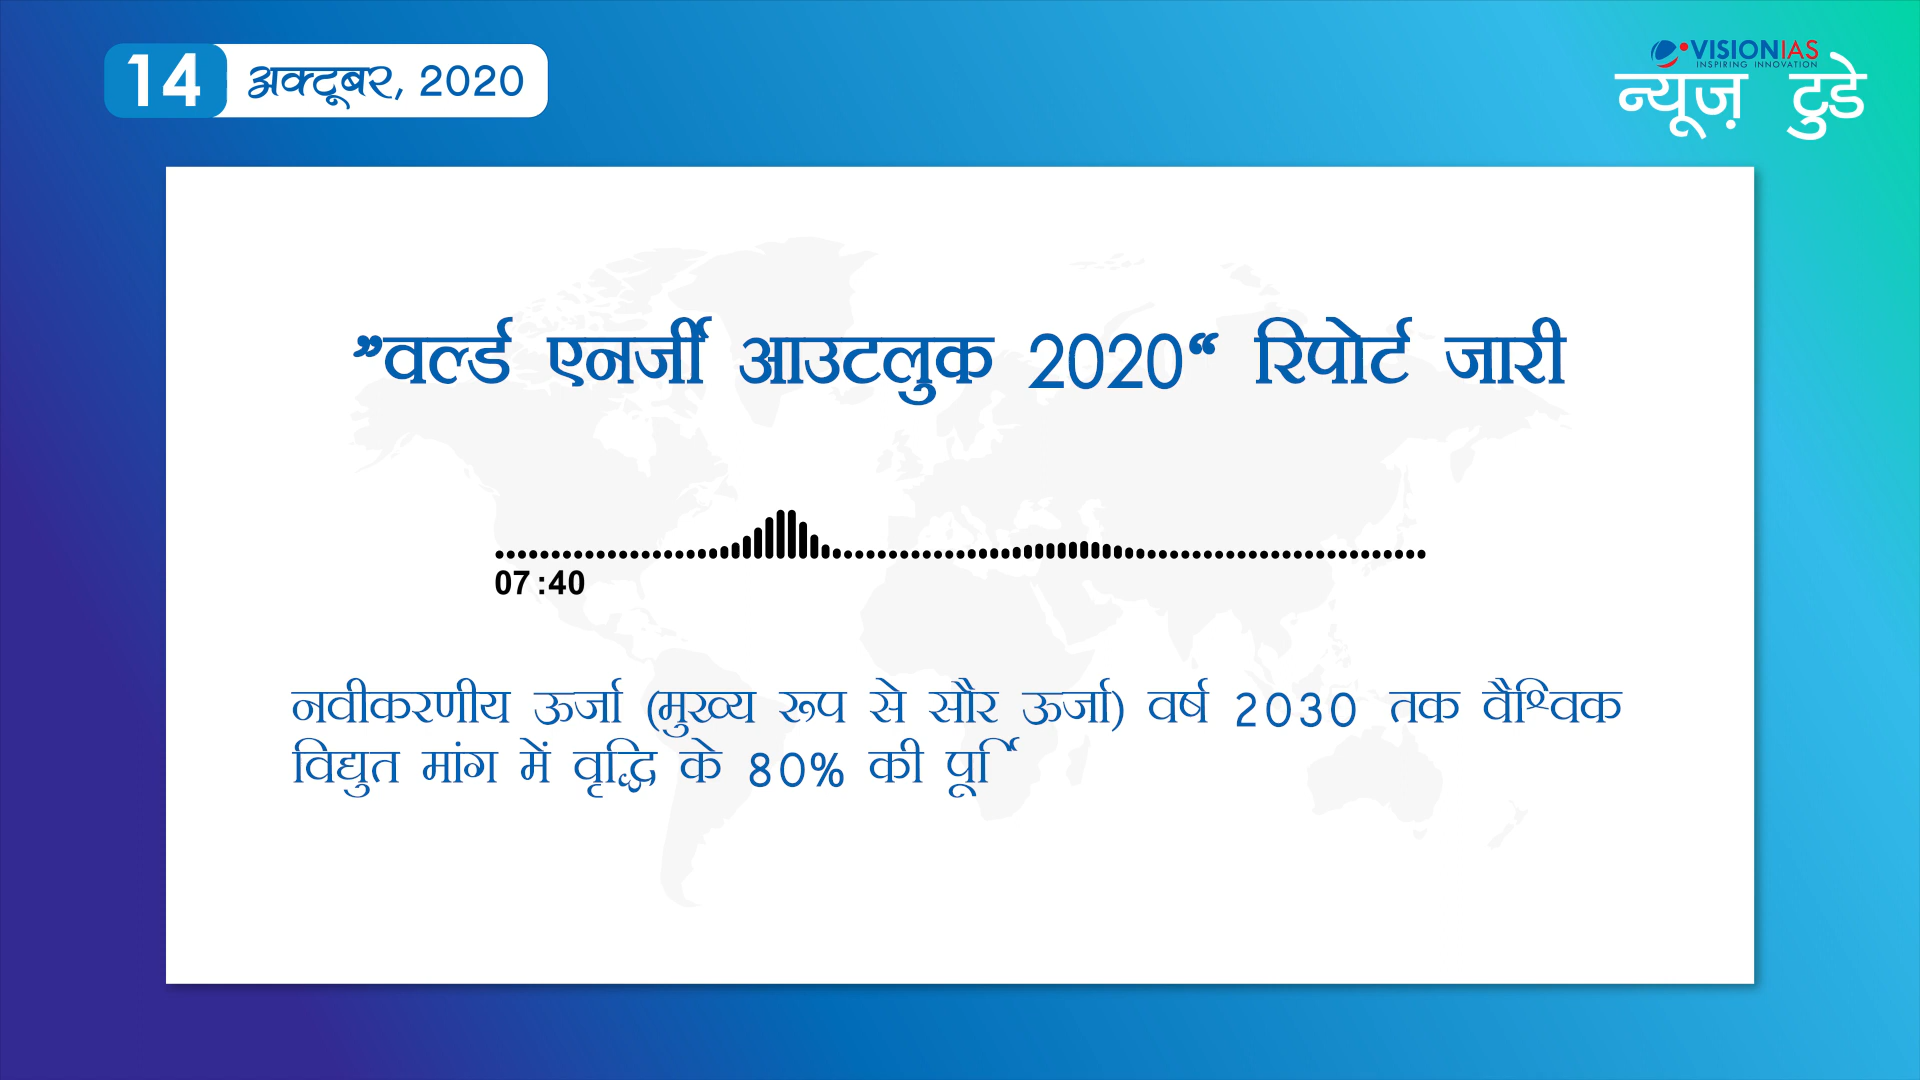 14 अक्टूबर, 2020
VISIONIAS
INSPIRING INNOVATION
न्यूज़ टुडे
”वर्ल्ड एनर्जी आउटलुक 2020“ रिपोर्ट जारी
07:40
नवीकरणीय ऊर्जा (मुख्य रूप से सौर ऊर्जा) वर्ष 2030 तक वैश्विक
विद्युत मांग में वृद्धि के 80% की